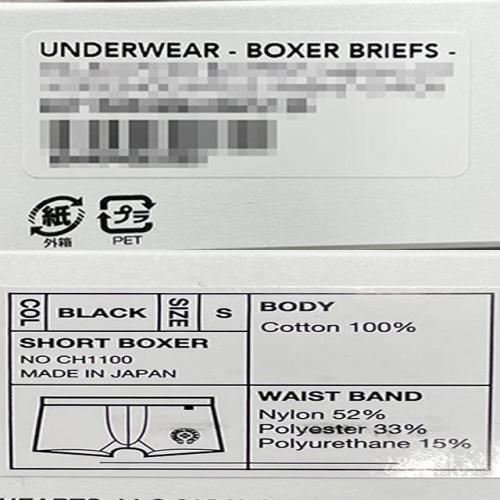 UNDERWEAR - BOXER BRIEFS -
紙
外箱
プラ
PET
COL
BLACK
SIZE
S
SHORT BOXER
NO CH1100
MADE IN JAPAN
BODY
Cotton 100%
WAIST BAND
Nylon 52%
Polyester 33%
Polyurethane 15%